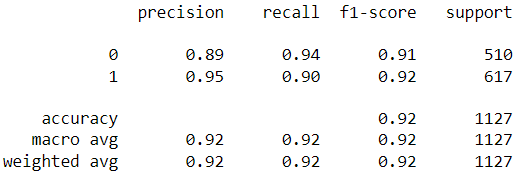 precision recall f1-score support
0 0.89 0.94 0.91 510
1 0.95 0.90 0.92 617
accuracy 0.92 1127
macro avg 0.92 0.92 0.92 1127
weighted avg 0.92 0.92 0.92 1127